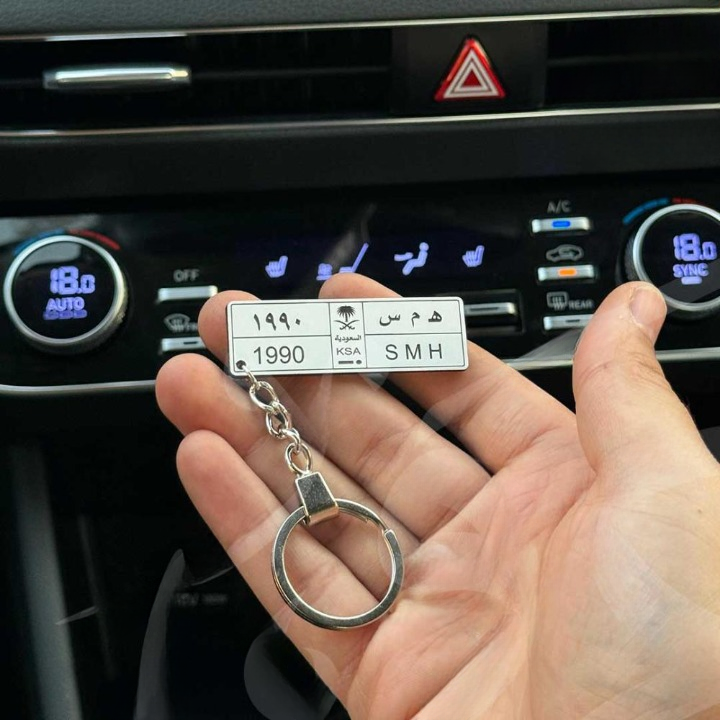 A/C
18.0
AUTO
OFF
18.0
SYNC
REAR
١٩٩٠
السعودية
ه‍ م س
1990
KSA
S M H